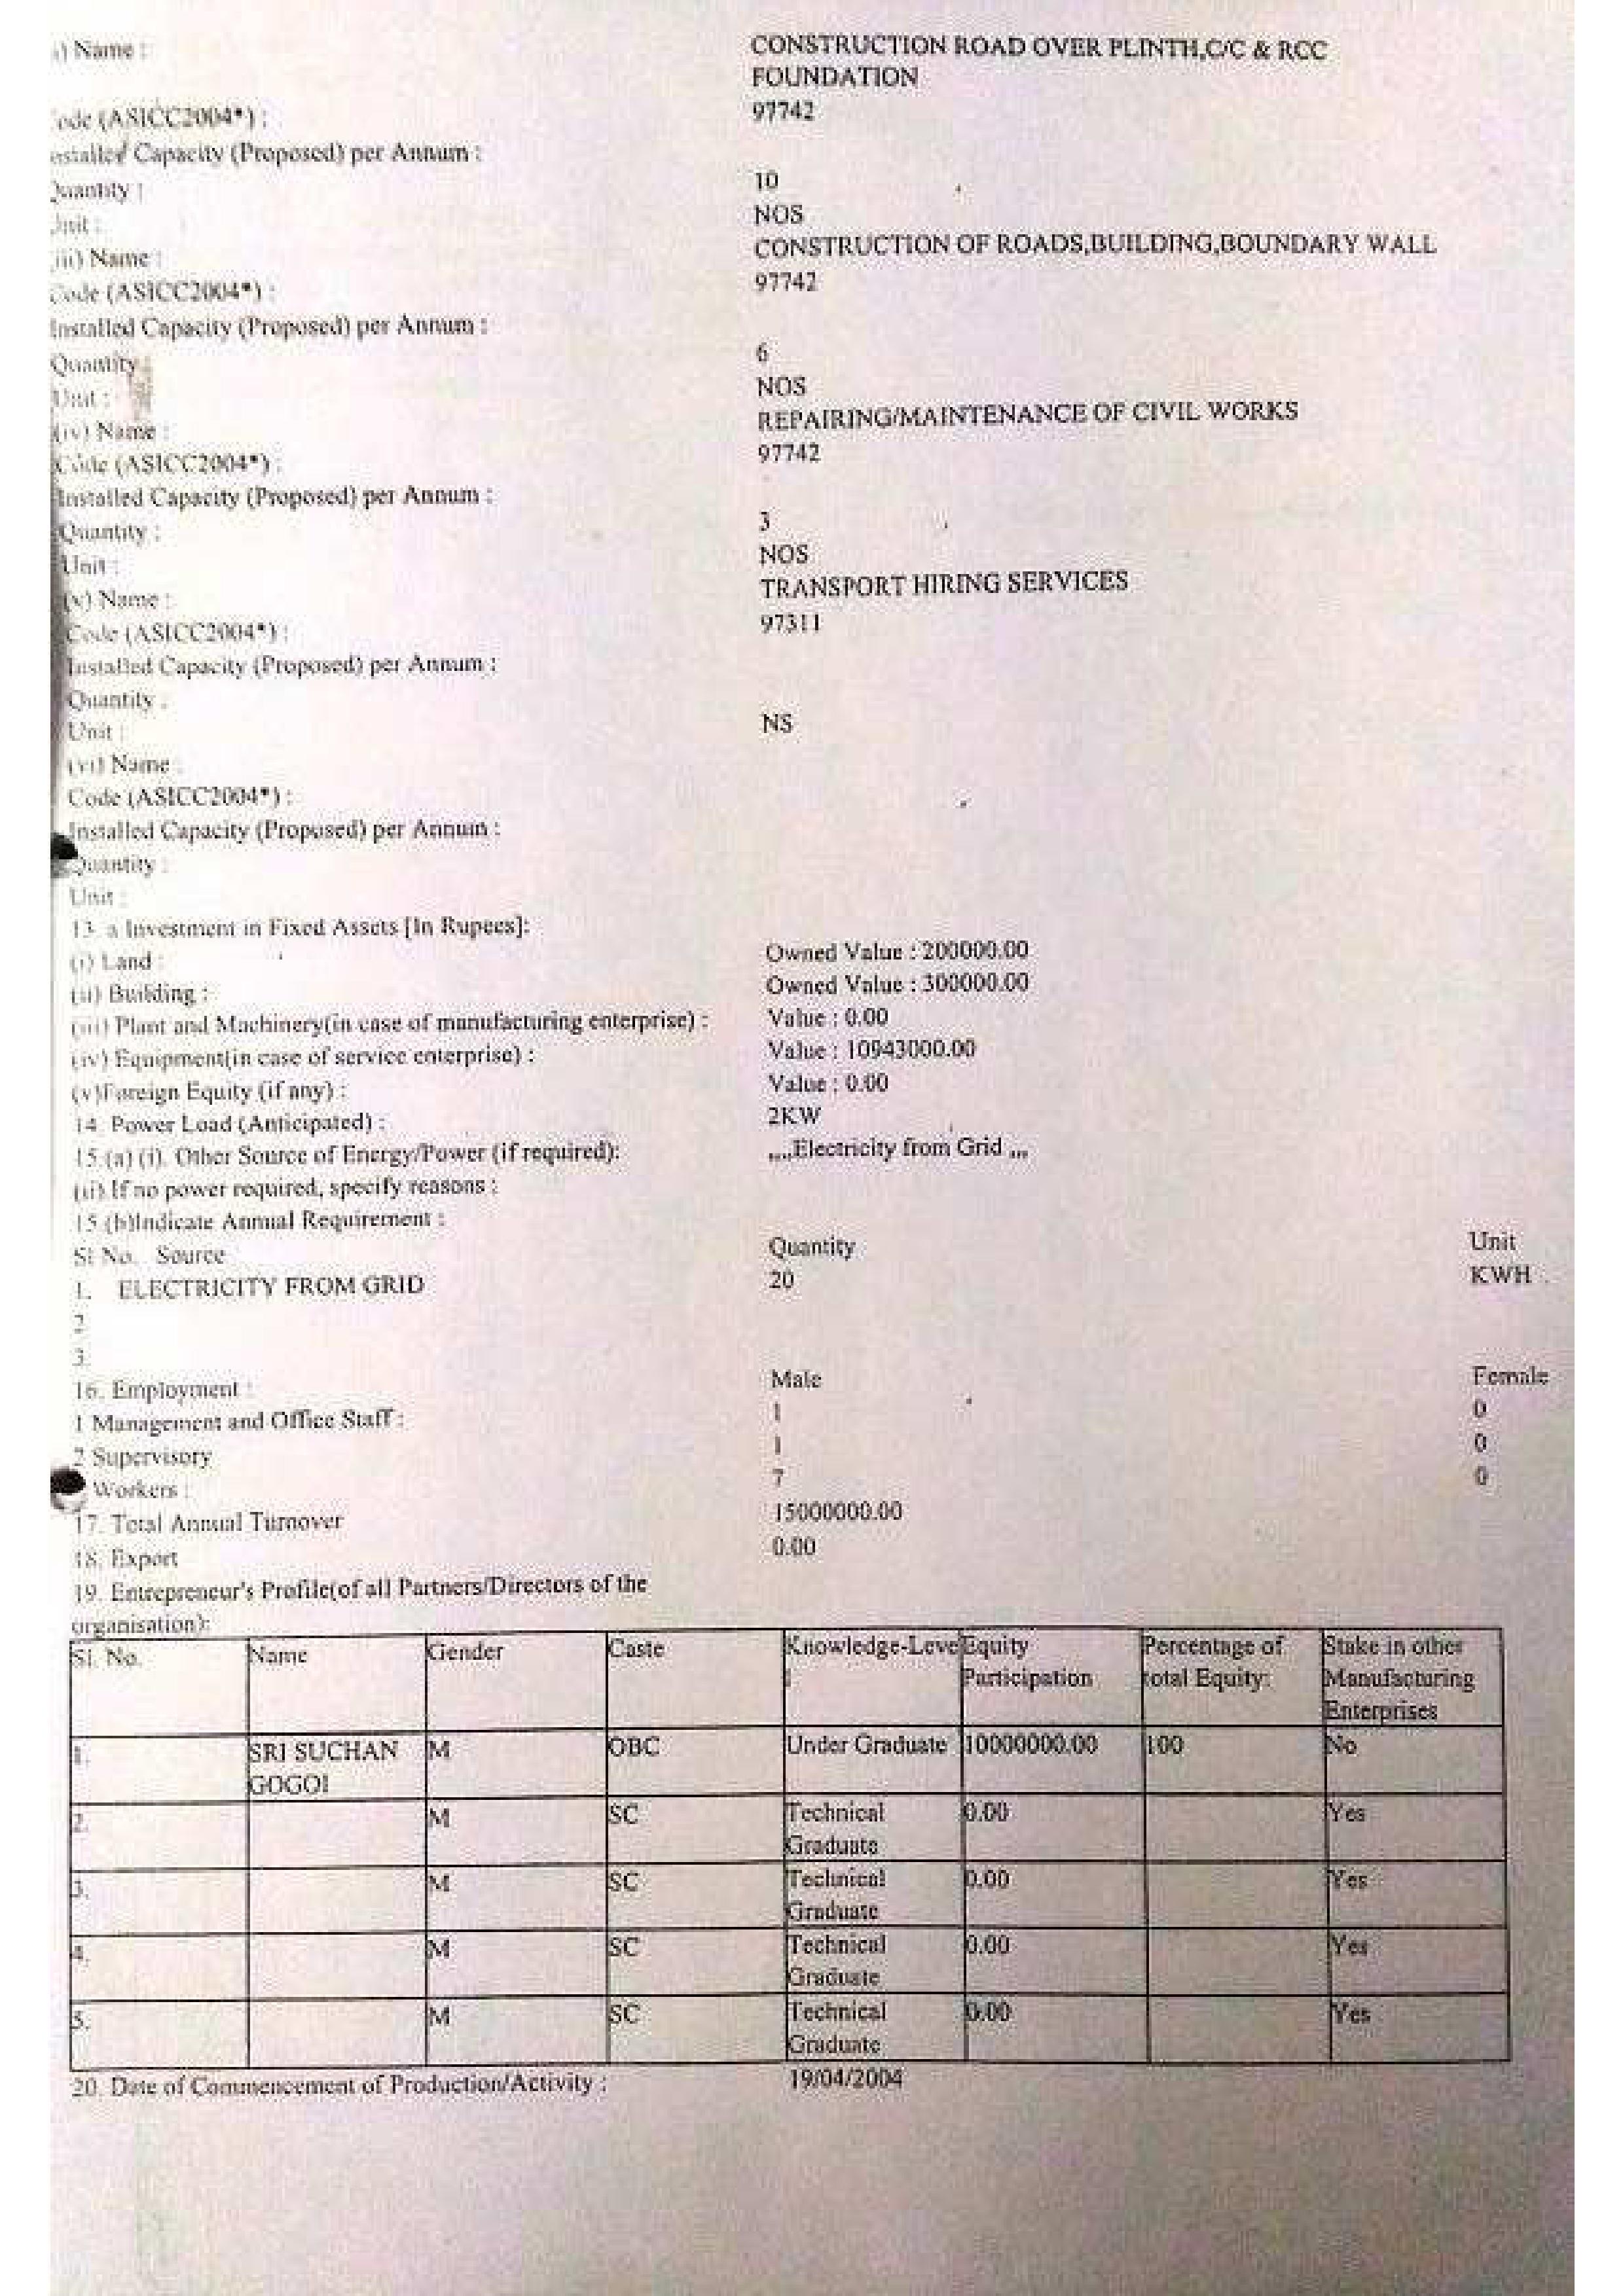 ) Name : CONSTRUCTION ROAD OVER PLINTH,C/C & RCC
FOUNDATION
ode (ASICC2004*) : 97742
nstalled Capacity (Proposed) per Annum :
Quantity : 10
Unit : NOS
iii) Name : CONSTRUCTION OF ROADS,BUILDING,BOUNDARY WALL
Code (ASICC2004*) : 97742
Installed Capacity (Proposed) per Annum :
Quantity : 6
Unit : NOS
(iv) Name : REPAIRING/MAINTENANCE OF CIVIL WORKS
Code (ASICC2004*) : 97742
Installed Capacity (Proposed) per Annum :
Quantity : 3
Unit : NOS
(v) Name : TRANSPORT HIRING SERVICES
Code (ASICC2004*) : 97311
Installed Capacity (Proposed) per Annum :
Quantity :
Unit : NS
(vi) Name :
Code (ASICC2004*) :
Installed Capacity (Proposed) per Annum :
Quantity :
Unit :
13. a Investment in Fixed Assets [In Rupees]:
(i) Land : Owned Value : 200000.00
(ii) Building : Owned Value : 300000.00
(iii) Plant and Machinery(in case of manufacturing enterprise) : Value : 0.00
(iv) Equipment(in case of service enterprise) : Value : 10943000.00
(v)Foreign Equity (if any) : Value : 0.00
14. Power Load (Anticipated) : 2KW
15.(a) (i). Other Source of Energy/Power (if required): ,,,,Electricity from Grid ,,,
(ii).If no power required, specify reasons :
15.(b)Indicate Annual Requirement :
Sl No. Source Quantity Unit
1. ELECTRICITY FROM GRID 20 KWH
2
3.
16. Employment : Male Female
1 Management and Office Staff : 1 0
2 Supervisory 1 0
Workers : 7 0
17. Total Annual Turnover 15000000.00
18. Export 0.00
19. Entrepreneur's Profile(of all Partners/Directors of the
organisation):
Sl. No. Name Gender Caste Knowledge-Leve Equity Percentage of Stake in other
l Participation total Equity: Manufacturing
Enterprises
1. SRI SUCHAN M OBC Under Graduate 10000000.00 100 No
GOGOI
2. M SC Technical 0.00 Yes
Graduate
3. M SC Technical 0.00 Yes
Graduate
4. M SC Technical 0.00 Yes
Graduate
5. M SC Technical 0.00 Yes
Graduate
20. Date of Commencement of Production/Activity : 19/04/2004